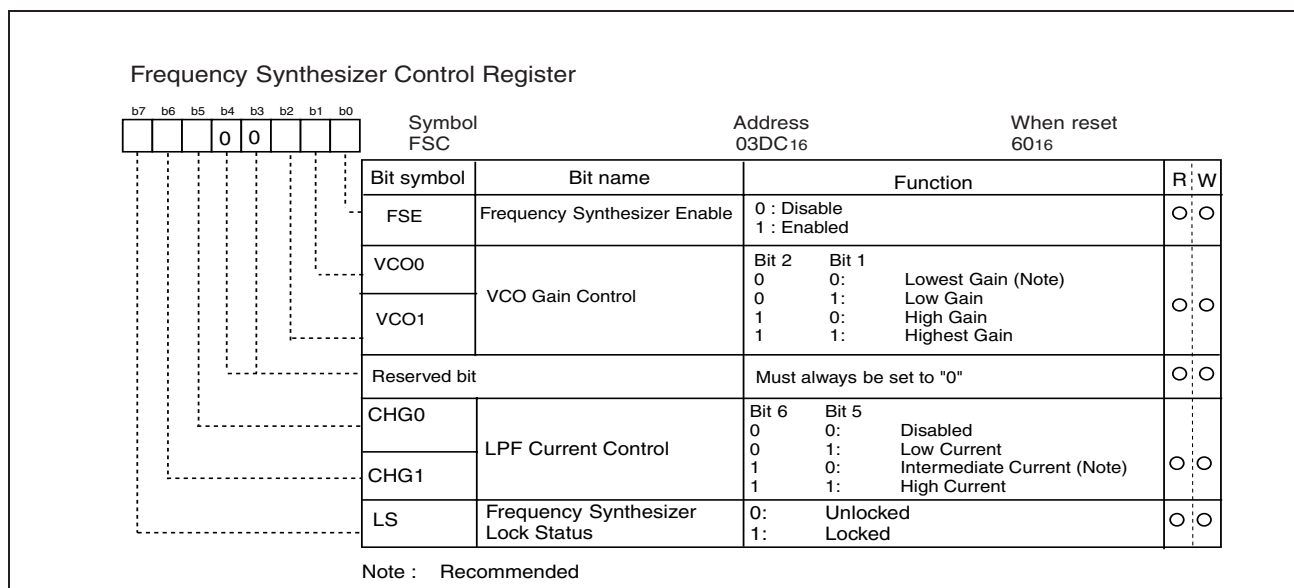 Frequency Synthesizer Control Register
b7 b6 b5 b4 b3 b2 b1 b0
0 0
Symbol Address When reset
FSC 03DC16 6016
Bit symbol Bit name Function R W
FSE Frequency Synthesizer Enable 0 : Disable
1 : Enabled
O O
VCO0
VCO1
VCO Gain Control
Bit 2 Bit 1
0 0: Lowest Gain (Note)
0 1: Low Gain
1 0: High Gain
1 1: Highest Gain
O O
Reserved bit Must always be set to "0" O O
CHG0
CHG1
LPF Current Control
Bit 6 Bit 5
0 0: Disabled
0 1: Low Current
1 0: Intermediate Current (Note)
1 1: High Current
O O
LS Frequency Synthesizer
Lock Status
0: Unlocked
1: Locked
O O
Note : Recommended